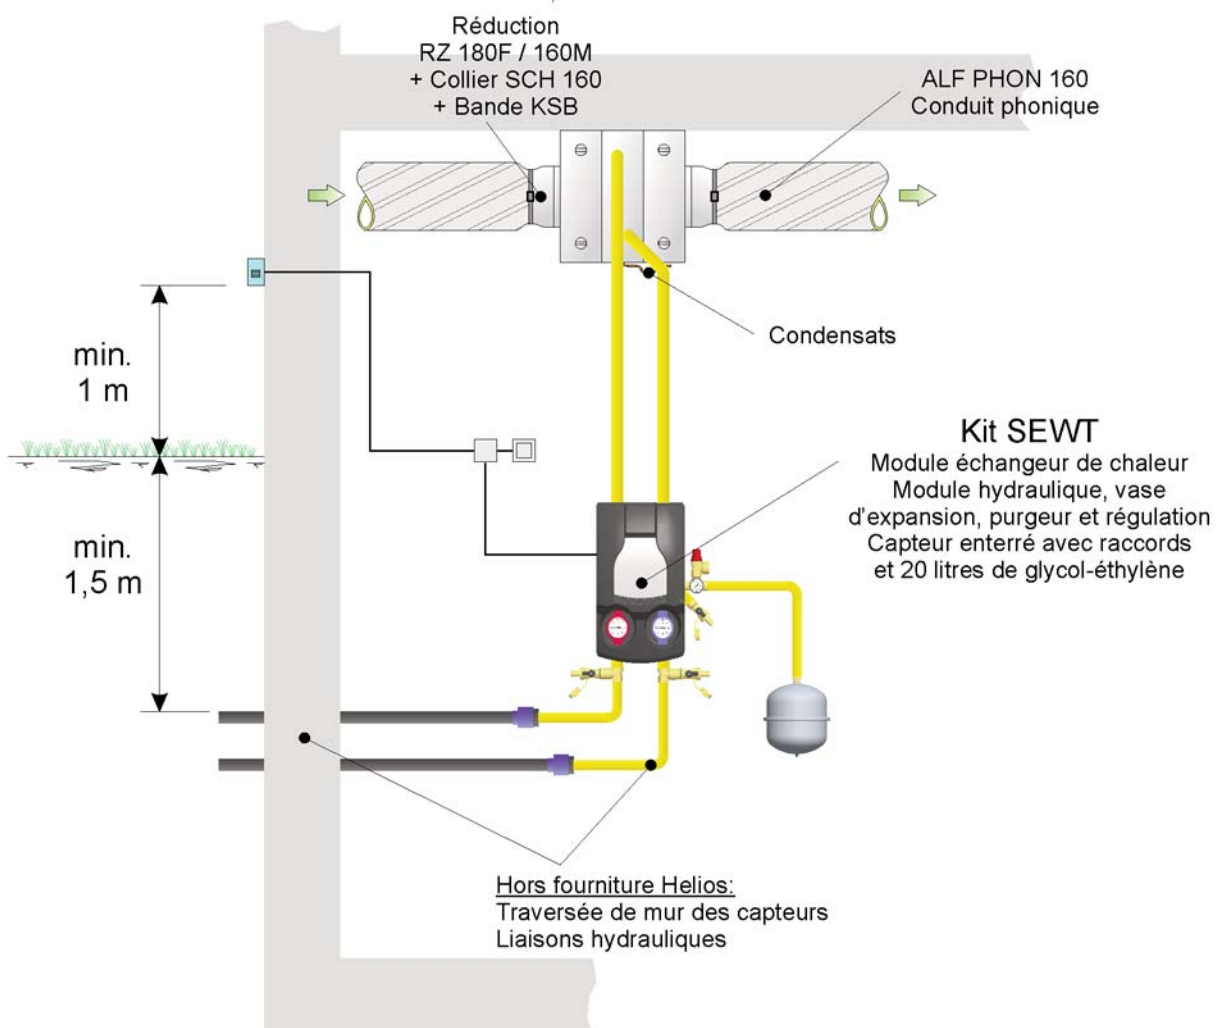 Réduction
RZ 180F / 160M
+ Collier SCH 160
+ Bande KSB
ALF PHON 160
Conduit phonique
Condensats
min.
1 m
Kit SEWT
Module échangeur de chaleur
Module hydraulique, vase
d'expansion, purgeur et régulation
Capteur enterré avec raccords
et 20 litres de glycol-éthylène
min.
1,5 m
Hors fourniture Helios:
Traversée de mur des capteurs
Liaisons hydrauliques